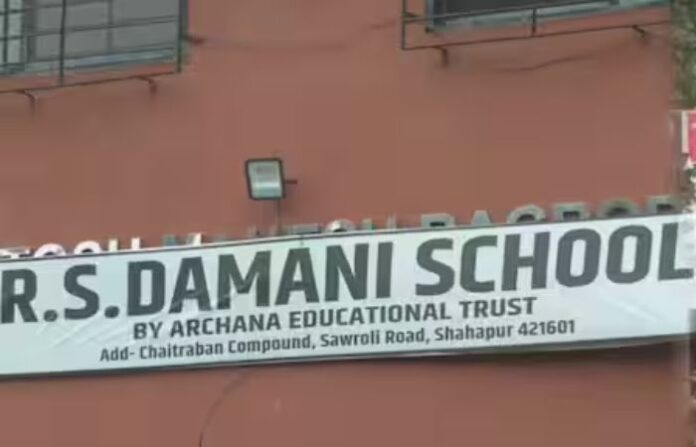 R.S.DAMANI SCHOOL
BY ARCHANA EDUCATIONAL TRUST
Add- Chaitraban Compound, Sawroli Road, Shahapur 421601